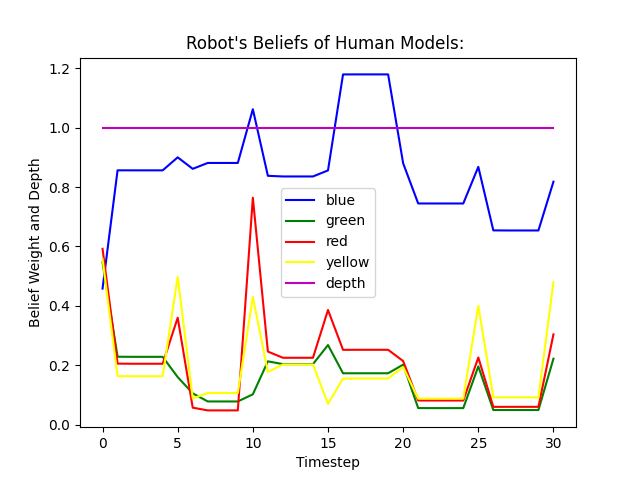 Robot's Beliefs of Human Models:
1.2
1.0
0.8
0.6
0.4
0.2
0.0
Belief Weight and Depth
blue
green
red
yellow
depth
0 5 10 15 20 25 30
Timestep